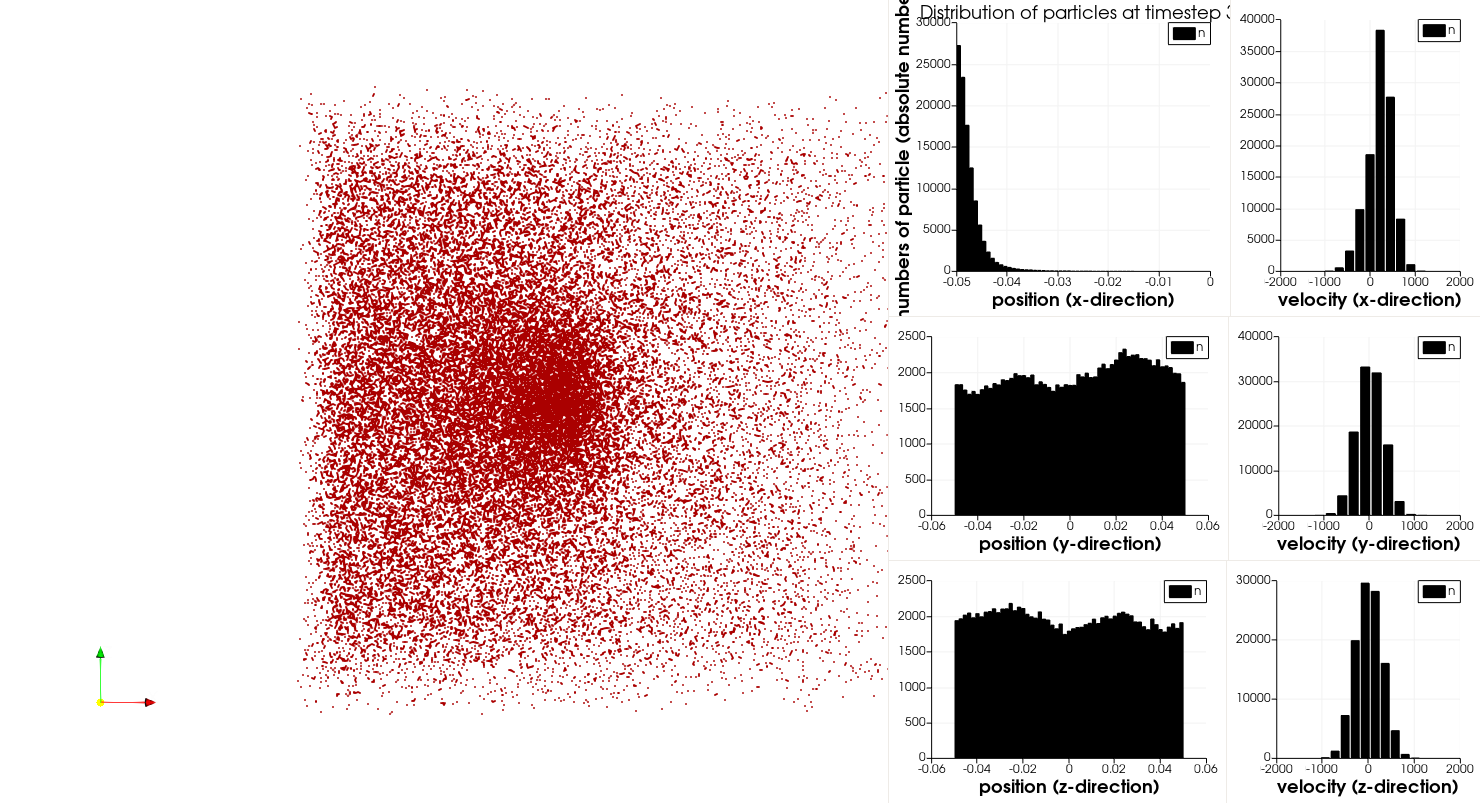 Distribution of particles at timestep
numbers of particle (absolute numbe
30000
25000
20000
15000
10000
5000
0
n
-0.05 -0.04 -0.03 -0.02 -0.01 0
position (x-direction)
40000
35000
30000
25000
20000
15000
10000
5000
0
n
-2000 -1000 0 1000 2000
velocity (x-direction)
2500
2000
1500
1000
500
0
n
-0.06 -0.04 -0.02 0 0.02 0.04 0.06
position (y-direction)
40000
30000
20000
10000
0
n
-2000 -1000 0 1000 2000
velocity (y-direction)
2500
2000
1500
1000
500
0
n
-0.06 -0.04 -0.02 0 0.02 0.04 0.06
position (z-direction)
30000
20000
10000
0
n
-2000 -1000 0 1000 2000
velocity (z-direction)